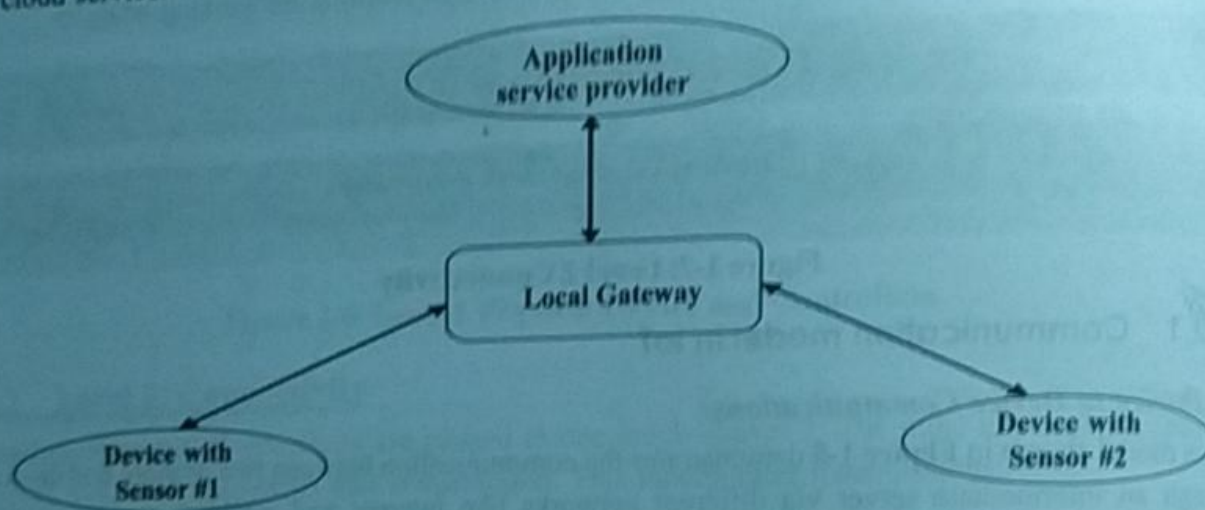 Application
service provider
Local Gateway
Device with
Sensor #1
Device with
Sensor #2